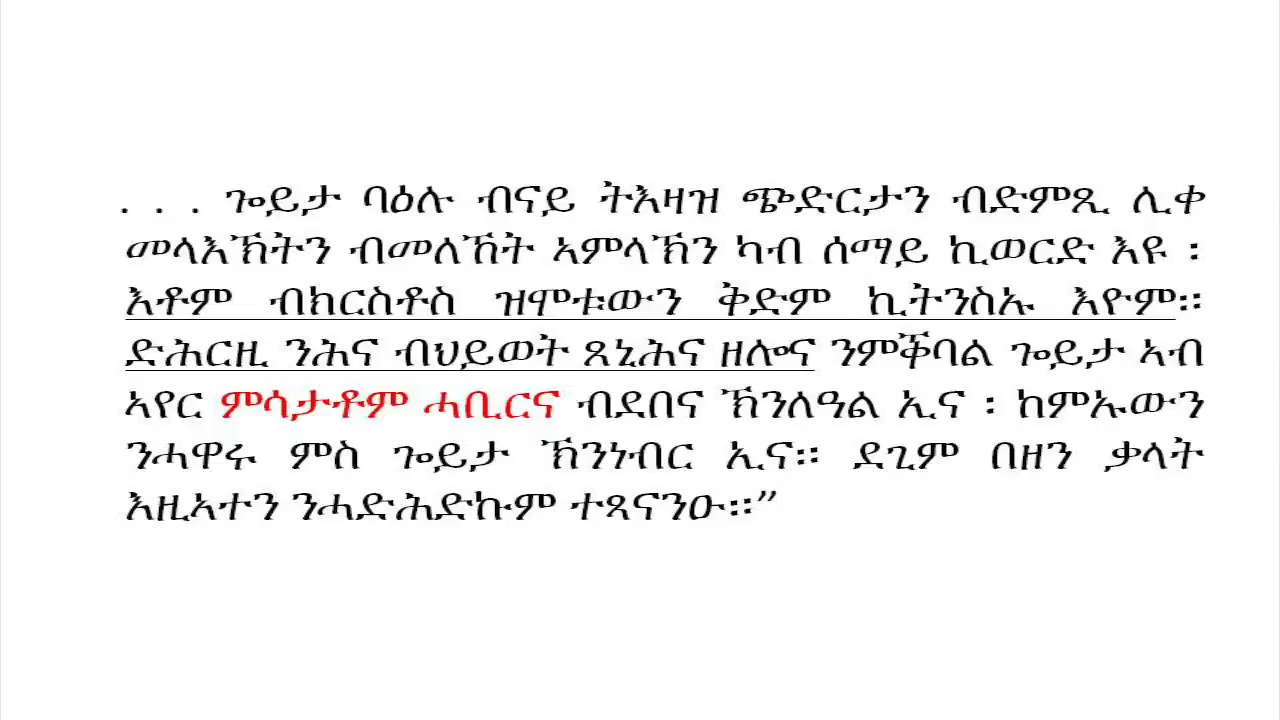 . . . ጐይታ ባዕሉ ብናይ ትእዛዝ ጭድርታን ብድምጺ ሊቀ
መላእኽትን ብመለኸት ኣምላኽን ካብ ሰማይ ኪወርድ እዩ ፡
እቶም ብክርስቶስ ዝሞቱውን ቅድም ኪትንስኡ እዮም።
ድሕርዚ ንሕና ብህይወት ጸኒሕና ዘሎና ንምቕባል ጐይታ ኣብ
ኣየር ምሳታቶም ሓቢርና ብደበና ኽንለዓል ኢና ፡ ከምኡውን
ንሓዋሩ ምስ ጐይታ ኽንነብር ኢና። ደጊም በዘን ቃላት
እዚኣተን ንሓድሕድኩም ተጻናንዑ።”